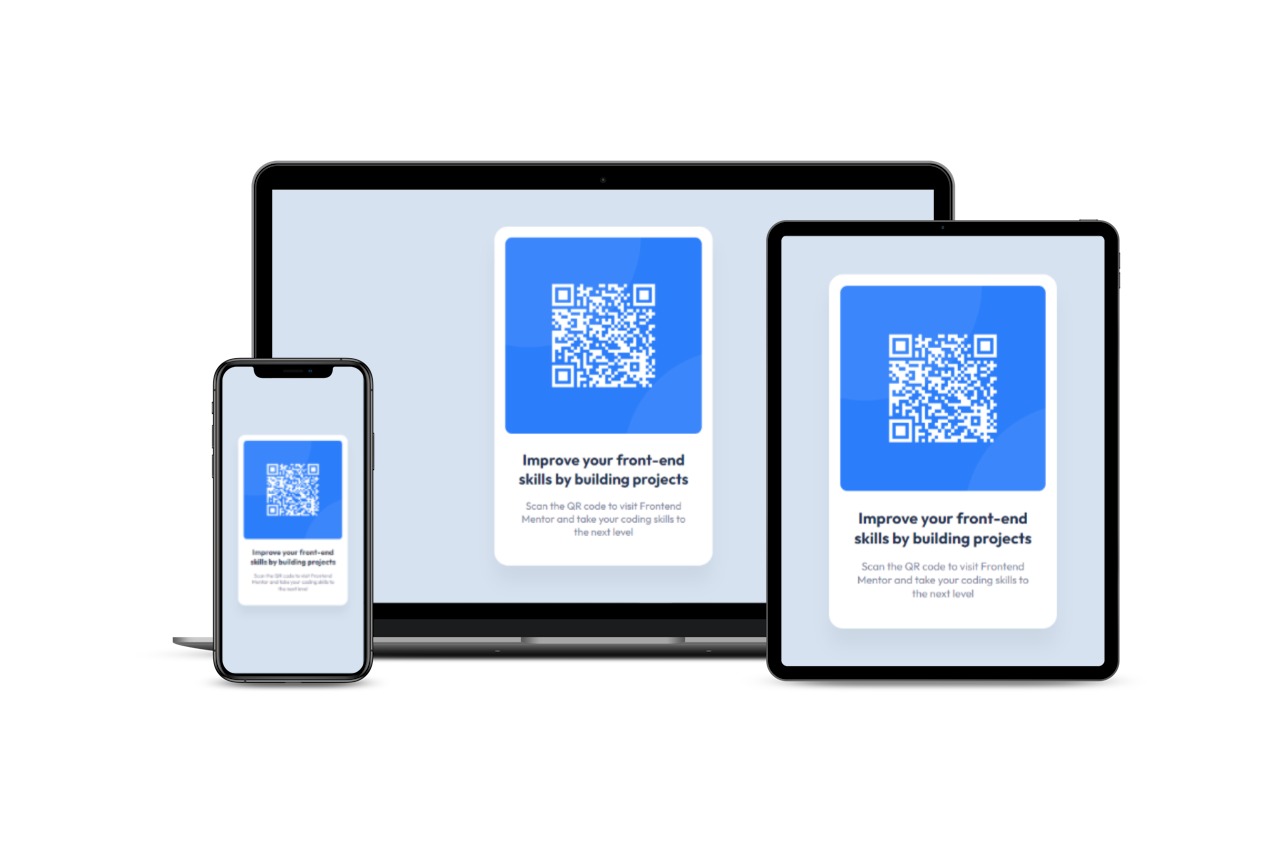 Improve your front-end
skills by building projects
Scan the QR code to visit Frontend
Mentor and take your coding skills to
the next level
Improve your front-end
skills by building projects
Scan the QR code to visit Frontend
Mentor and take your coding skills to
the next level
Improve your front-end
skills by building projects
Scan the QR code to visit Frontend
Mentor and take your coding skills to
the next level